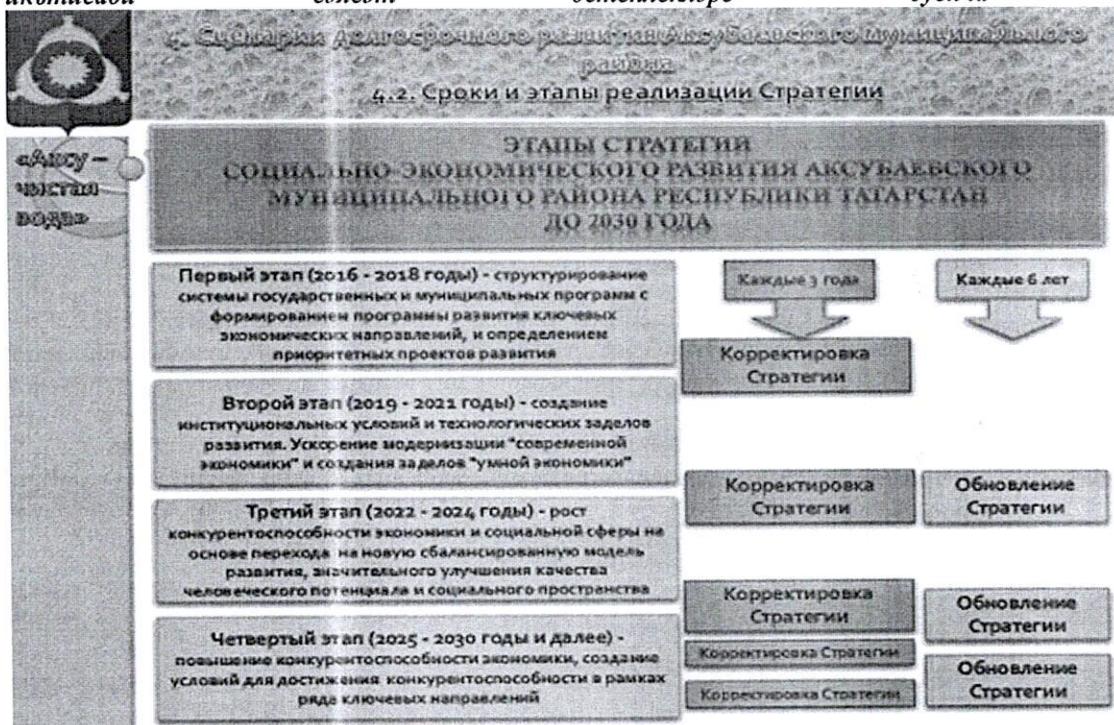 4. Сценарии долгосрочного развития Аксубаевского муниципального
района
4.2. Сроки и этапы реализации Стратегии
«Аксу –
чистая
вода»
ЭТАПЫ СТРАТЕГИИ
СОЦИАЛЬНО-ЭКОНОМИЧЕСКОГО РАЗВИТИЯ АКСУБАЕВСКОГО
МУНИЦИПАЛЬНОГО РАЙОНА РЕСПУБЛИКИ ТАТАРСТАН
ДО 2030 ГОДА
Первый этап (2016 - 2018 годы) - структурирование
системы государственных и муниципальных программ с
формированием программы развития ключевых
экономических направлений, и определением
приоритетных проектов развития
Второй этап (2019 - 2021 годы) - создание
институциональных условий и технологических заделов
развития. Ускорение модернизации "современной
экономики" и создания заделов "умной экономики"
Третий этап (2022 - 2024 годы) - рост
конкурентоспособности экономики и социальной сферы на
основе перехода на новую сбалансированную модель
развития, значительного улучшения качества
человеческого потенциала и социального пространства
Четвертый этап (2025 - 2030 годы и далее) -
повышение конкурентоспособности экономики, создание
условий для достижения конкурентоспособности в рамках
ряда ключевых направлений
Каждые 3 года
Корректировка
Стратегии
Корректировка
Стратегии
Корректировка
Стратегии
Корректировка Стратегии
Корректировка Стратегии
Каждые 6 лет
Обновление
Стратегии
Обновление
Стратегии
Обновление
Стратегии